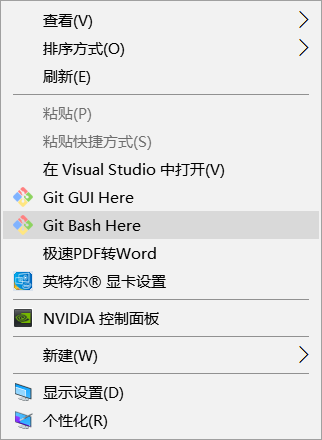 查看(V)
排序方式(O)
刷新(E)
粘贴(P)
粘贴快捷方式(S)
在 Visual Studio 中打开(V)
Git GUI Here
Git Bash Here
极速PDF转Word
英特尔® 显卡设置
NVIDIA 控制面板
新建(W)
显示设置(D)
个性化(R)